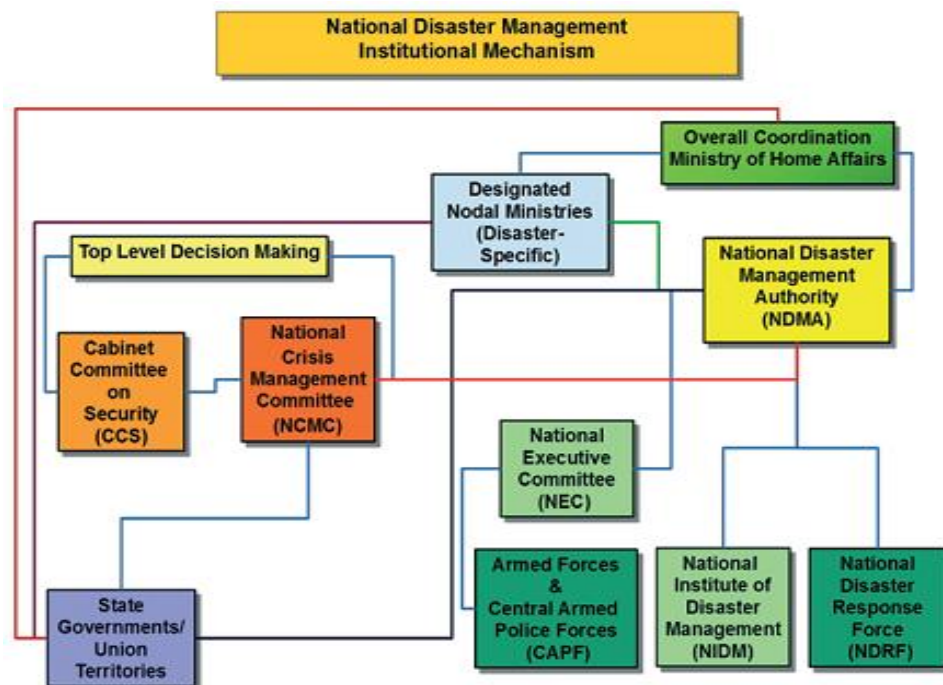 National Disaster Management
Institutional Mechanism
Overall Coordination
Ministry of Home Affairs
Designated
Nodal Ministries
(Disaster-
Specific)
Top Level Decision Making
National Disaster
Management
Authority
(NDMA)
Cabinet
Committee
on
Security
(CCS)
National
Crisis
Management
Committee
(NCMC)
National
Executive
Committee
(NEC)
State
Governments/
Union
Territories
Armed Forces
&
Central Armed
Police Forces
(CAPF)
National
Institute of
Disaster
Management
(NIDM)
National
Disaster
Response
Force
(NDRF)